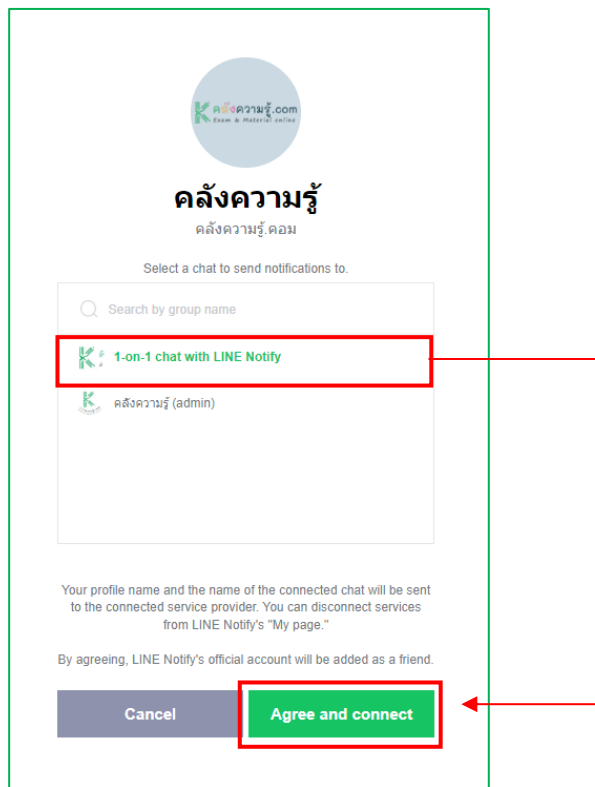 คลังความรู้.com
Exam & Material online
คลังความรู้
คลังความรู้.คอม
Select a chat to send notifications to.
Search by group name
1-on-1 chat with LINE Notify
คลังความรู้ (admin)
Your profile name and the name of the connected chat will be sent
to the connected service provider. You can disconnect services
from LINE Notify's "My page."
By agreeing, LINE Notify's official account will be added as a friend.
Cancel
Agree and connect